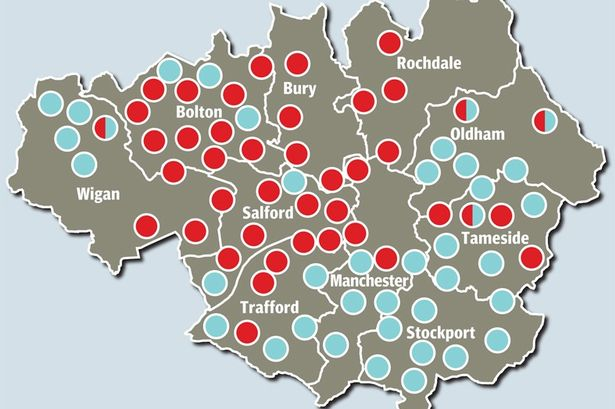 Rochdale
Bury
Bolton
Oldham
Wigan
Salford
Tameside
Manchester
Trafford
Stockport